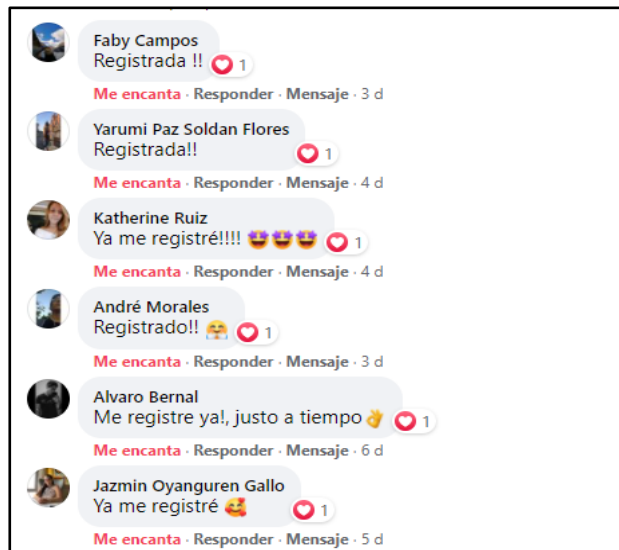 Faby Campos
Registrada !! 1
Me encanta · Responder · Mensaje · 3 d
Yarumi Paz Soldan Flores
Registrada!! 1
Me encanta · Responder · Mensaje · 4 d
Katherine Ruiz
Ya me registré!!!! 🤩🤩🤩 1
Me encanta · Responder · Mensaje · 4 d
André Morales
Registrado!! 🤗 1
Me encanta · Responder · Mensaje · 3 d
Alvaro Bernal
Me registre ya!, justo a tiempo👌 1
Me encanta · Responder · Mensaje · 6 d
Jazmin Oyanguren Gallo
Ya me registré 🥰 1
Me encanta · Responder · Mensaje · 5 d